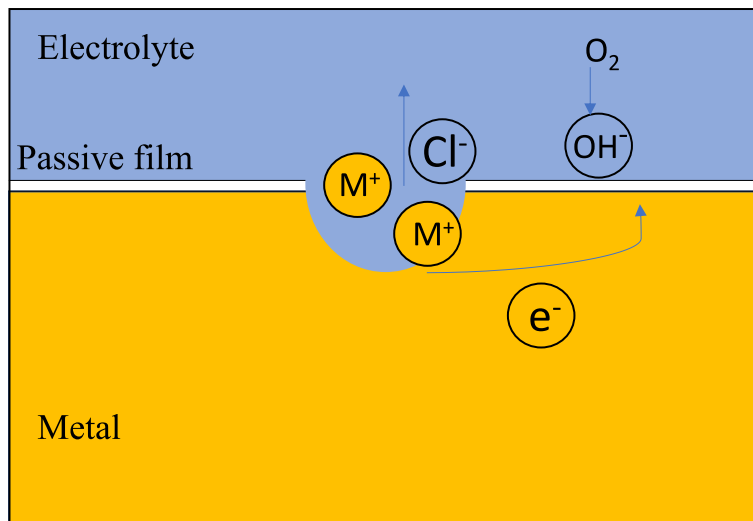 Electrolyte
O₂
Passive film
Cl⁻
OH⁻
M⁺
M⁺
e⁻
Metal